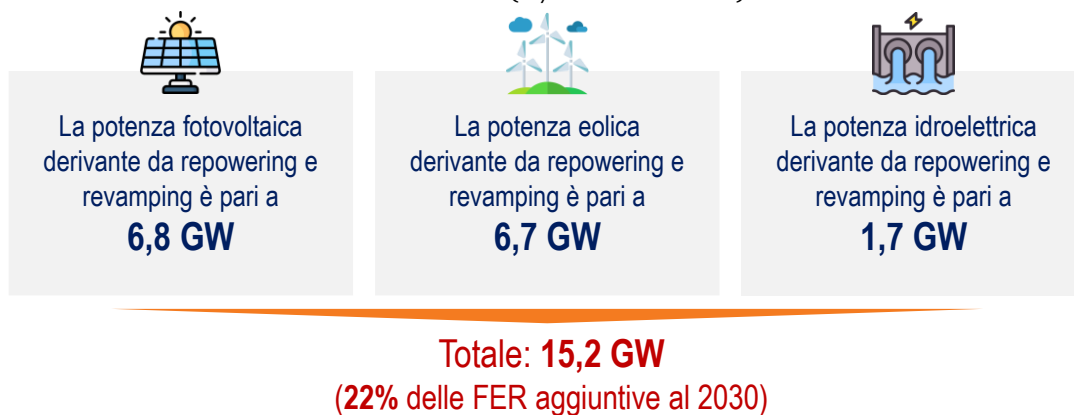 La potenza fotovoltaica
derivante da repowering e
revamping è pari a
6,8 GW
La potenza eolica
derivante da repowering e
revamping è pari a
6,7 GW
La potenza idroelettrica
derivante da repowering e
revamping è pari a
1,7 GW
Totale: 15,2 GW
(22% delle FER aggiuntive al 2030)